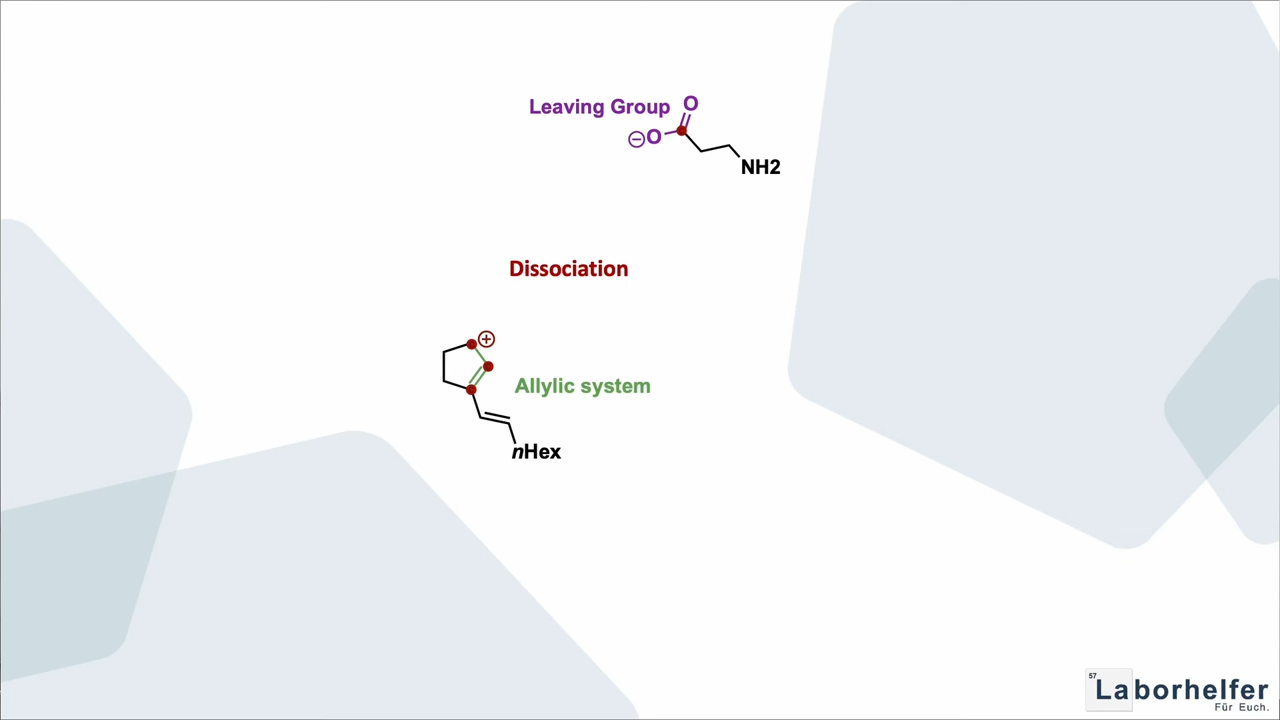 O
Leaving Group
⊖O
NH2
Dissociation
⊕
Allylic system
nHex
57
Laborhelfer
Für Euch.